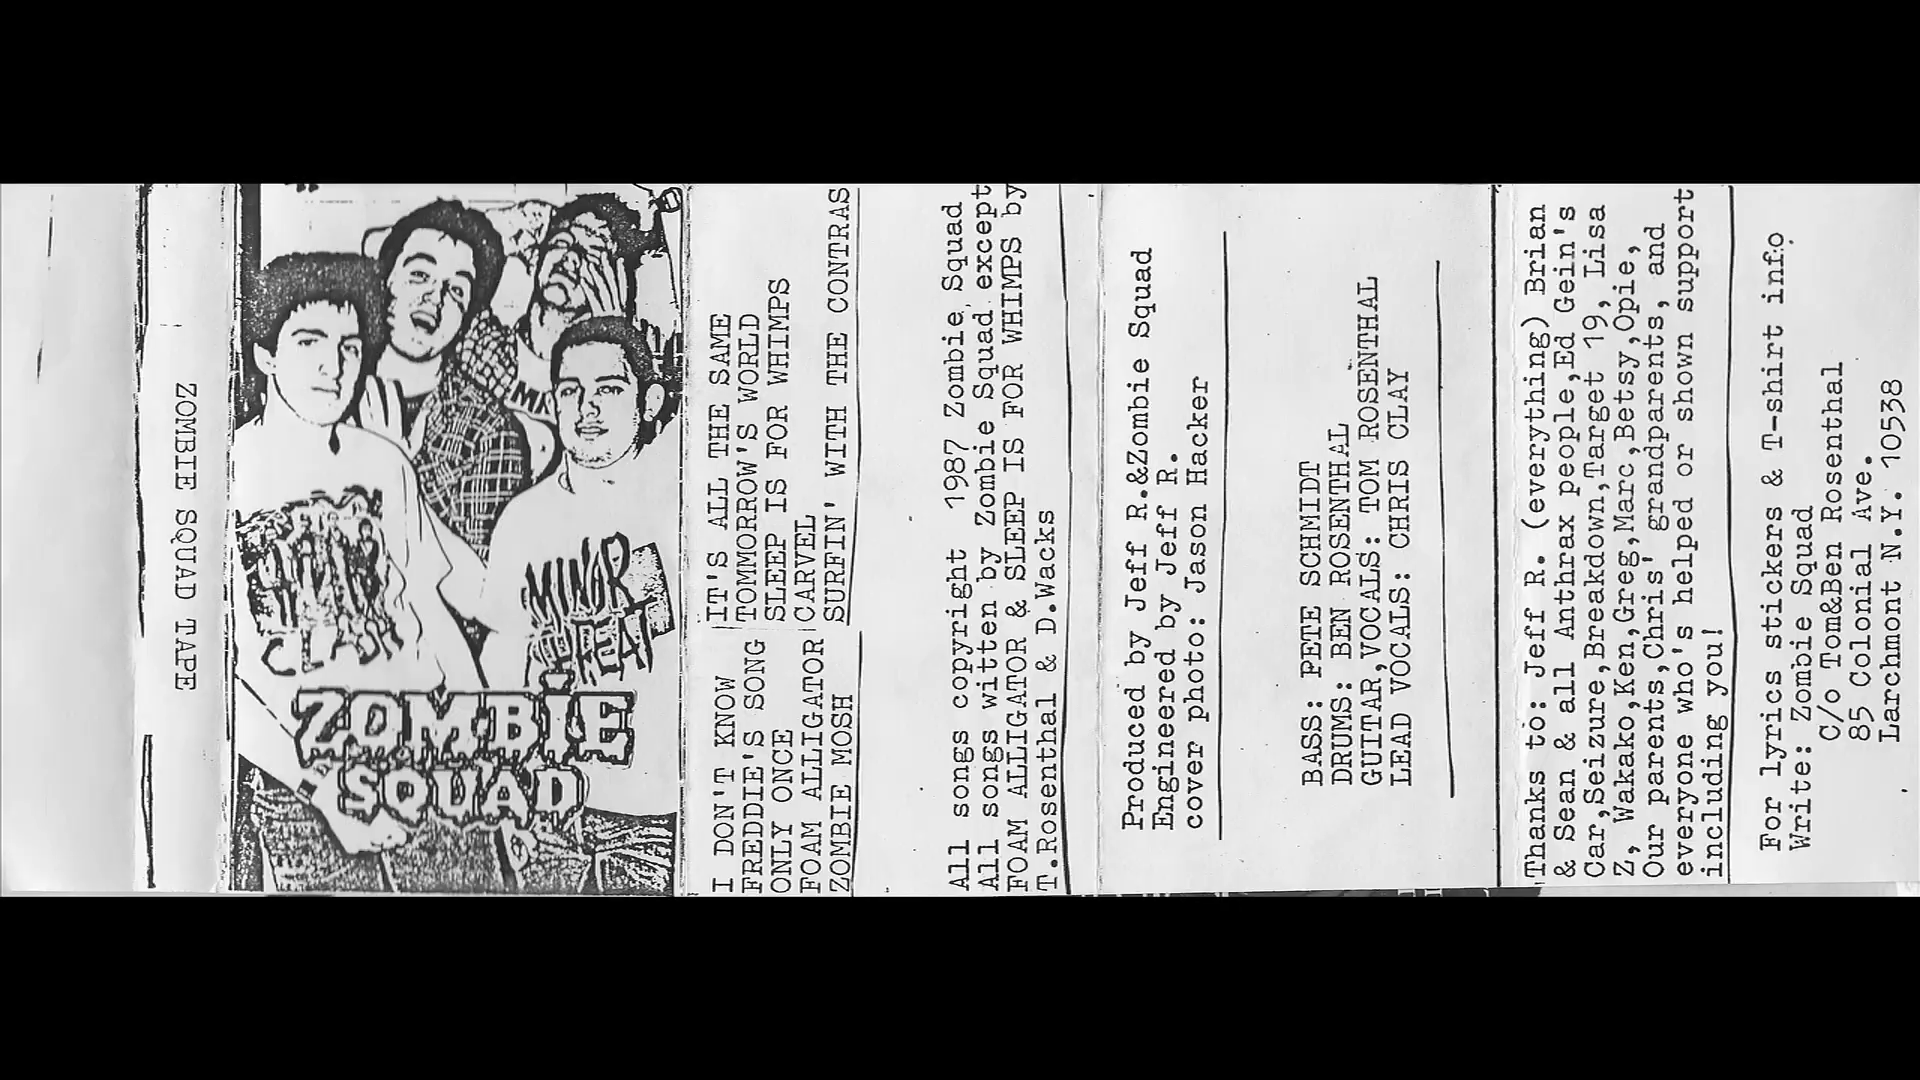 ZOMBIE SQUAD TAPE
CLASH
MINOR
THREAT
ZOMBIE
SQUAD
I DON'T KNOW
FREDDIE'S SONG
ONLY ONCE
FOAM ALLIGATOR
ZOMBIE MOSH
IT'S ALL THE SAME
TOMMORROW'S WORLD
SLEEP IS FOR WHIMPS
CARVEL
SURFIN' WITH THE CONTRAS
All songs copyright 1987 Zombie Squad
All songs witten by Zombie Squad except
FOAM ALLIGATOR & SLEEP IS FOR WHIMPS by
T.Rosenthal & D.Wacks
Produced by Jeff R.&Zombie Squad
Engineered by Jeff R.
cover photo: Jason Hacker
BASS: PETE SCHMIDT
DRUMS: BEN ROSENTHAL
GUITAR,VOCALS: TOM ROSENTHAL
LEAD VOCALS: CHRIS CLAY
Thanks to: Jeff R. (everything) Brian
& Sean & all Anthrax people,Ed Gein's
Car,Seizure,Breakdown,Target 19, Lisa
Z, Wakako,Ken,Greg,Marc,Betsy,Opie,
Our parents,Chris' grandparents, and
everyone who's helped or shown support
including you!
For lyrics stickers & T-shirt info
Write: Zombie Squad
C/o Tom&Ben Rosenthal
85 Colonial Ave.
Larchmont N.Y. 10538